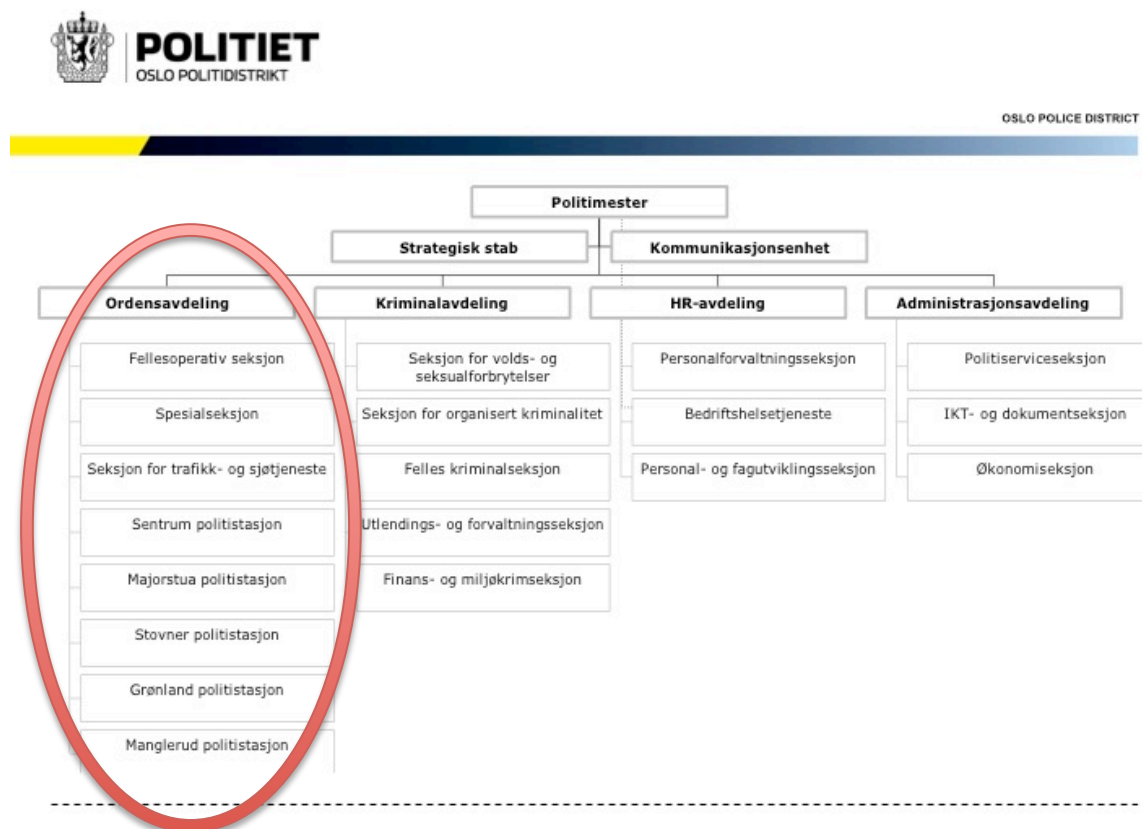 POLITIET
OSLO POLITIDISTRIKT
OSLO POLICE DISTRICT
Politimester
Strategisk stab
Kommunikasjonsenhet
Ordensavdeling
Fellesoperativ seksjon
Spesialseksjon
Seksjon for trafikk- og sjøtjeneste
Sentrum politistasjon
Majorstua politistasjon
Stovner politistasjon
Grønland politistasjon
Manglerud politistasjon
Kriminalavdeling
Seksjon for volds- og
seksualforbrytelser
Seksjon for organisert kriminalitet
Felles kriminalseksjon
Utlendings- og forvaltningsseksjon
Finans- og miljøkrimseksjon
HR-avdeling
Personalforvaltningsseksjon
Bedriftshelsetjeneste
Personal- og fagutviklingsseksjon
Administrasjonsavdeling
Politiserviceseksjon
IKT- og dokumentseksjon
Økonomiseksjon